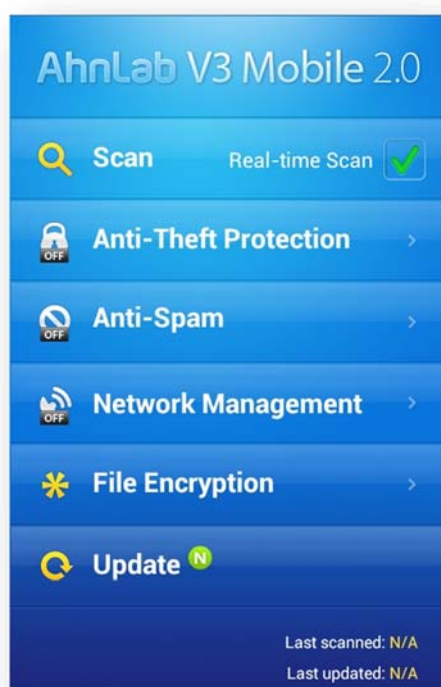 AhnLab V3 Mobile 2.0
Scan Real-time Scan
OFF Anti-Theft Protection
OFF Anti-Spam
OFF Network Management
File Encryption
Update N
Last scanned: N/A
Last updated: N/A